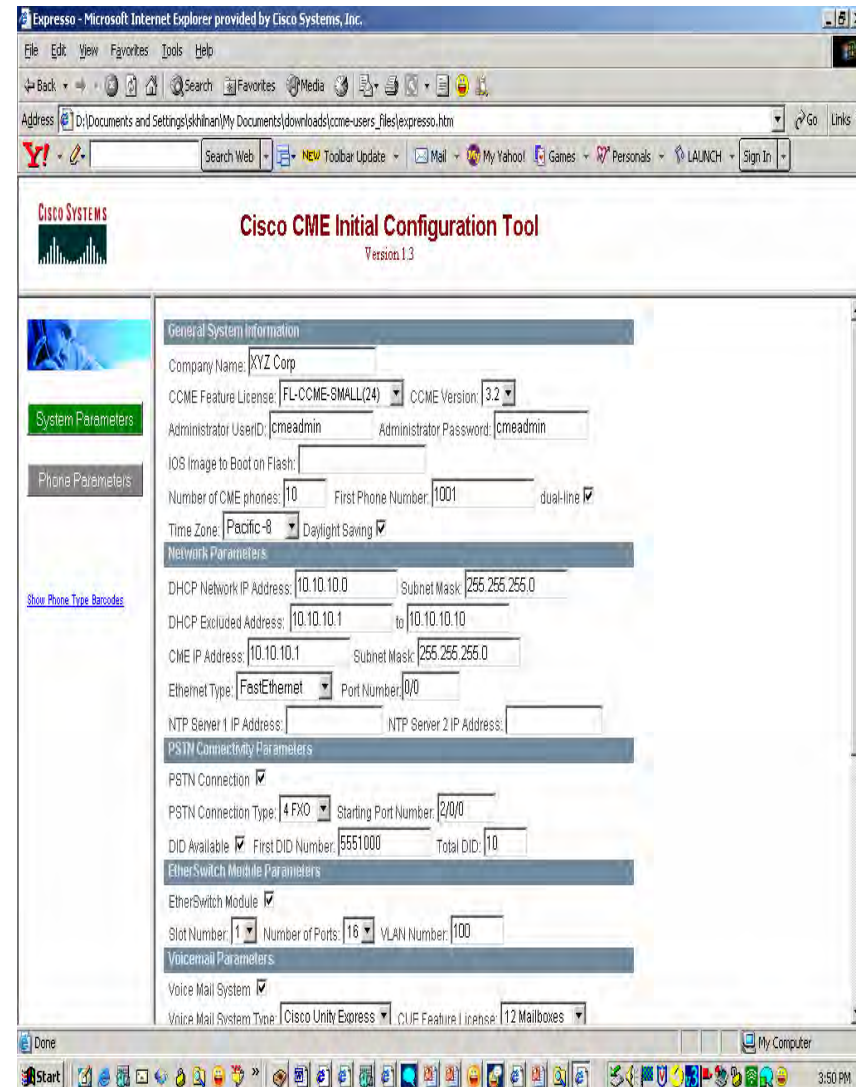 Expresso - Microsoft Internet Explorer provided by Cisco Systems, Inc.
File Edit View Favorites Tools Help
Back Search Favorites Media
Address D:\Documents and Settings\skhilnan\My Documents\downloads\ccme-users_files\expresso.htm Go Links
Y! Search Web NEW Toolbar Update Mail My Yahoo! Games Personals LAUNCH Sign In
CISCO SYSTEMS
Cisco CME Initial Configuration Tool
Version 1.3
System Parameters
Phone Parameters
Show Phone Type Barcodes
General System Information
Company Name: XYZ Corp
CCME Feature License: FL-CCME-SMALL(24) CCME Version: 3.2
Administrator UserID: cmeadmin Administrator Password: cmeadmin
IOS Image to Boot on Flash:
Number of CME phones: 10 First Phone Number: 1001 dual-line
Time Zone: Pacific -8 Daylight Saving
Network Parameters
DHCP Network IP Address: 10.10.10.0 Subnet Mask: 255.255.255.0
DHCP Excluded Address: 10.10.10.1 to 10.10.10.10
CME IP Address: 10.10.10.1 Subnet Mask: 255.255.255.0
Ethernet Type: FastEthernet Port Number: 0/0
NTP Server 1 IP Address: NTP Server 2 IP Address:
PSTN Connectivity Parameters
PSTN Connection
PSTN Connection Type: 4 FXO Starting Port Number: 2/0/0
DID Available First DID Number: 5551000 Total DID: 10
EtherSwitch Module Parameters
EtherSwitch Module
Slot Number: 1 Number of Ports: 16 VLAN Number: 100
Voicemail Parameters
Voice Mail System
Voice Mail System Type: Cisco Unity Express CUE Feature License: 12 Mailboxes
Done My Computer
Start 3:50 PM